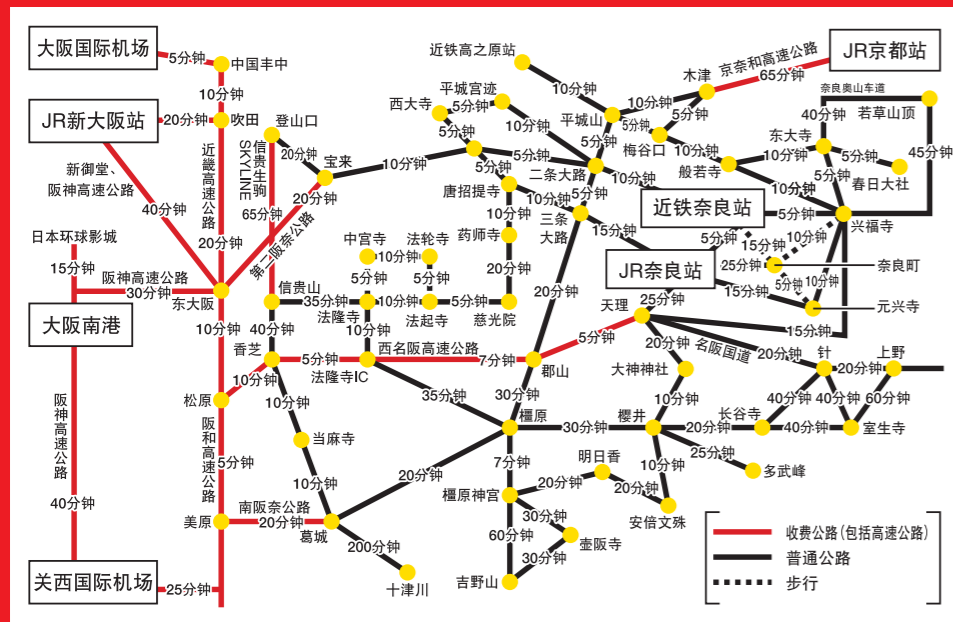 大阪国际机场
5分钟
中国丰中
10分钟
JR新大阪站
20分钟
吹田
新御堂、
阪神高速公路
40分钟
近畿高速公路
20分钟
日本环球影城
15分钟
阪神高速公路
30分钟
东大阪
大阪南港
阪神高速公路
40分钟
关西国际机场
25分钟
登山口
20分钟
信贵生驹
SKYLINE
65分钟
宝来
20分钟
第二阪奈公路
10分钟
信贵山
40分钟
35分钟
法隆寺
中宫寺
10分钟
法轮寺
5分钟
5分钟
10分钟
法起寺
5分钟
慈光院
10分钟
香芝
10分钟
松原
10分钟
阪和高速公路
5分钟
美原
南阪奈公路
20分钟
葛城
10分钟
当麻寺
10分钟
200分钟
十津川
5分钟
法隆寺IC
西名阪高速公路
7分钟
郡山
35分钟
30分钟
20分钟
橿原
7分钟
橿原神宫
20分钟
明日香
20分钟
安倍文殊
30分钟
壶阪寺
30分钟
60分钟
吉野山
30分钟
樱井
10分钟
25分钟
多武峰
20分钟
长谷寺
40分钟
室生寺
40分钟
40分钟
60分钟
针
20分钟
上野
大神神社
10分钟
20分钟
天理
5分钟
25分钟
名阪国道
20分钟
15分钟
近铁高之原站
10分钟
平城宫迹
5分钟
西大寺
5分钟
10分钟
5分钟
5分钟
唐招提寺
10分钟
药师寺
20分钟
10分钟
三条
大路
5分钟
二条大路
5分钟
平城山
10分钟
木津
5分钟
5分钟
梅谷口
10分钟
般若寺
10分钟
京奈和高速公路
65分钟
JR京都站
奈良奥山车道
40分钟
若草山顶
45分钟
东大寺
5分钟
春日大社
5分钟
10分钟
10分钟
近铁奈良站
5分钟
兴福寺
15分钟
10分钟
25分钟
奈良町
5分钟
10分钟
元兴寺
JR奈良站
5分钟
15分钟
15分钟
20分钟
收费公路(包括高速公路)
普通公路
步行